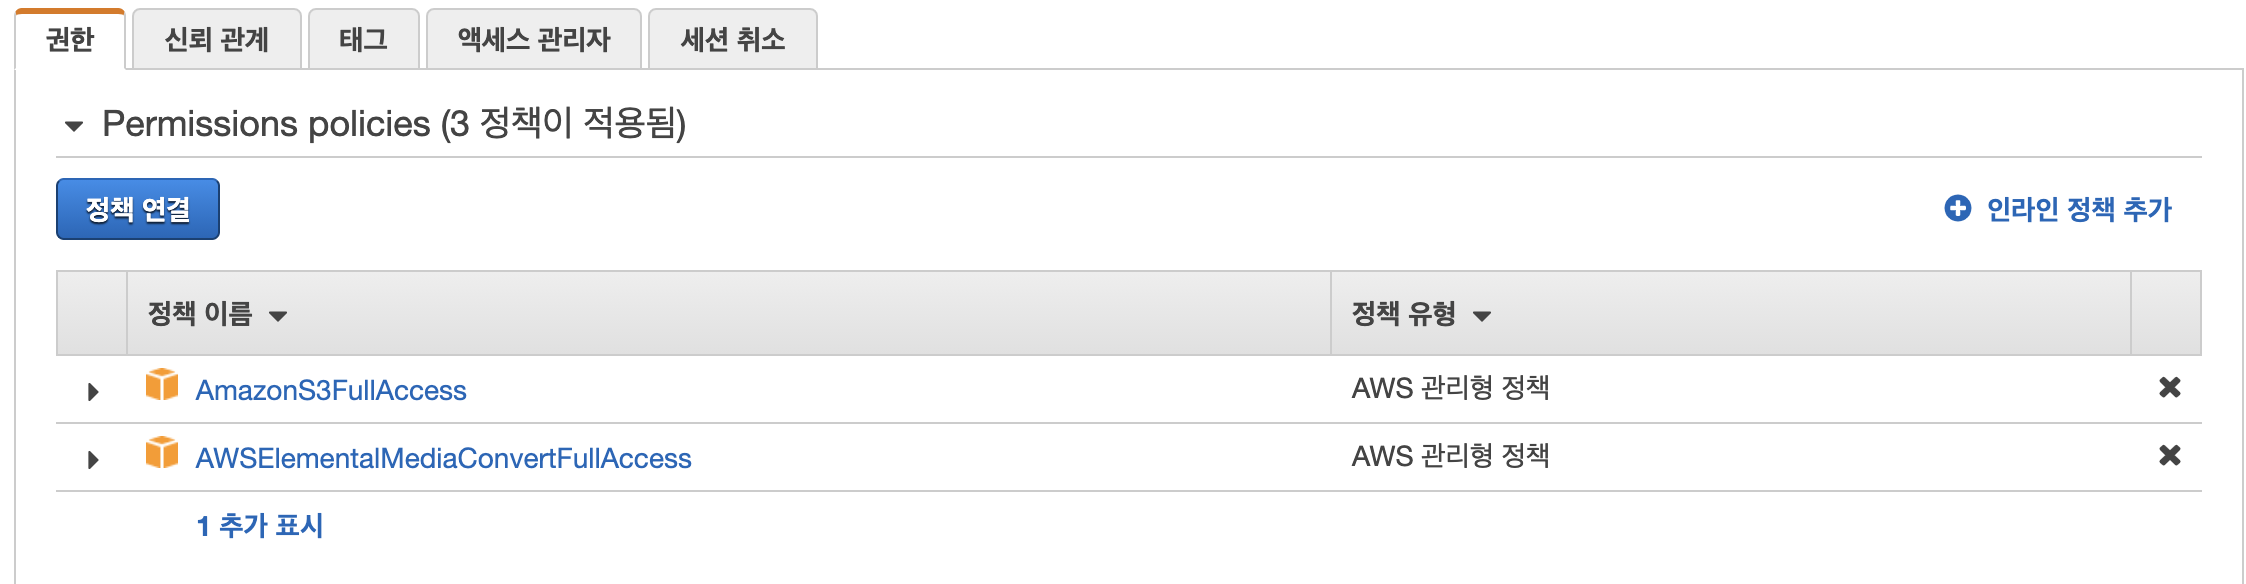 권한 신뢰 관계 태그 액세스 관리자 세션 취소
Permissions policies (3 정책이 적용됨)
정책 연결 인라인 정책 추가
정책 이름 정책 유형
AmazonS3FullAccess AWS 관리형 정책
AWSElementalMediaConvertFullAccess AWS 관리형 정책
1 추가 표시